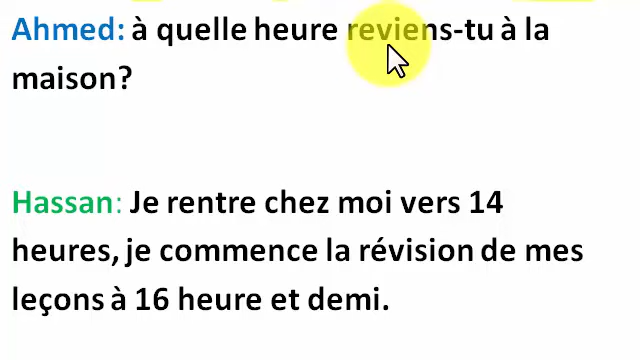 Ahmed: à quelle heure reviens-tu à la
maison?
Hassan: Je rentre chez moi vers 14
heures, je commence la révision de mes
leçons à 16 heure et demi.